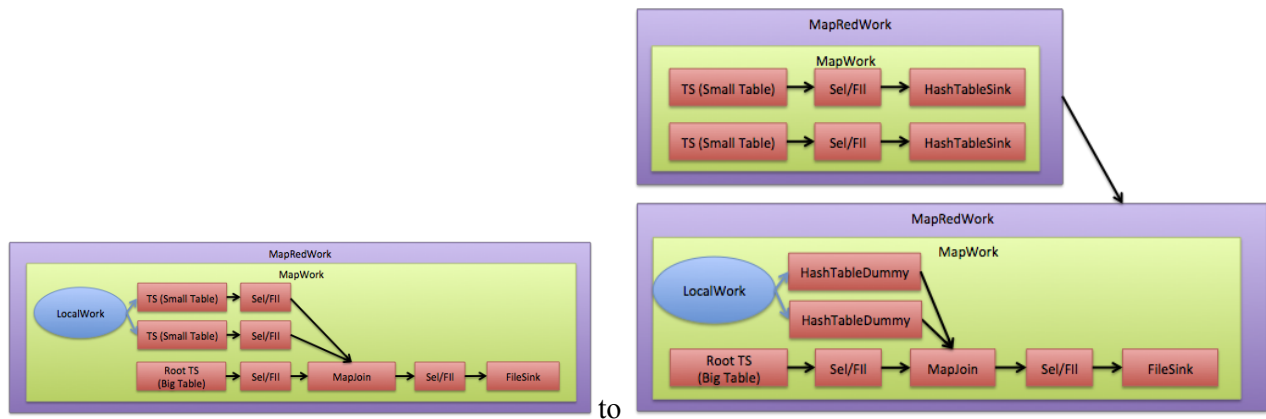 MapRedWork
MapWork
LocalWork
TS (Small Table)
Sel/FIl
TS (Small Table)
Sel/FIl
Root TS
(Big Table)
Sel/FIl
MapJoin
Sel/FIl
FileSink
to
MapRedWork
MapWork
TS (Small Table)
Sel/FIl
HashTableSink
TS (Small Table)
Sel/FIl
HashTableSink
MapRedWork
MapWork
LocalWork
HashTableDummy
HashTableDummy
Root TS
(Big Table)
Sel/FIl
MapJoin
Sel/FIl
FileSink